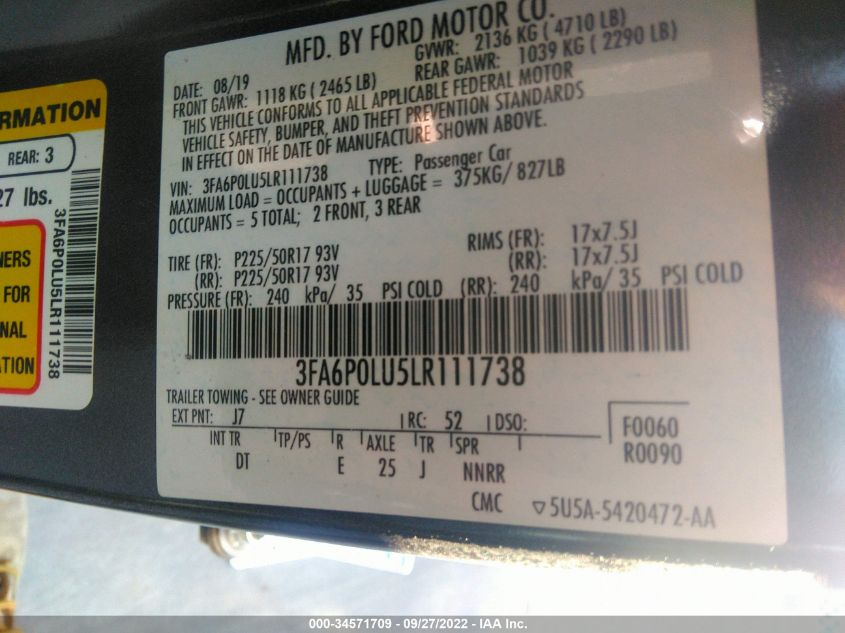 MFD. BY FORD MOTOR CO.
DATE: 08/19 GVWR: 2136 KG ( 4710 LB)
FRONT GAWR: 1118 KG ( 2465 LB) REAR GAWR: 1039 KG ( 2290 LB)
THIS VEHICLE CONFORMS TO ALL APPLICABLE FEDERAL MOTOR
VEHICLE SAFETY, BUMPER, AND THEFT PREVENTION STANDARDS
IN EFFECT ON THE DATE OF MANUFACTURE SHOWN ABOVE.
VIN: 3FA6P0LU5LR111738 TYPE: Passenger Car
MAXIMUM LOAD = OCCUPANTS + LUGGAGE = 375KG/ 827LB
OCCUPANTS = 5 TOTAL; 2 FRONT, 3 REAR
TIRE (FR): P225/50R17 93V RIMS (FR): 17x7.5J
(RR): P225/50R17 93V (RR): 17x7.5J
PRESSURE (FR): 240 kPa/ 35 PSI COLD (RR): 240 kPa/ 35 PSI COLD
3FA6P0LU5LR111738
TRAILER TOWING - SEE OWNER GUIDE
EXT PNT: J7 RC: 52 DSO:
INT TR TP/PS R AXLE TR SPR
DT E 25 J NNRR
F0060
R0090
CMC ▽5U5A-5420472-AA
RMATION
REAR: 3
27 lbs.
3FA6P0LU5LR111738
NERS
FOR
NAL
ATION
000-34571709 - 09/27/2022 - IAA Inc.